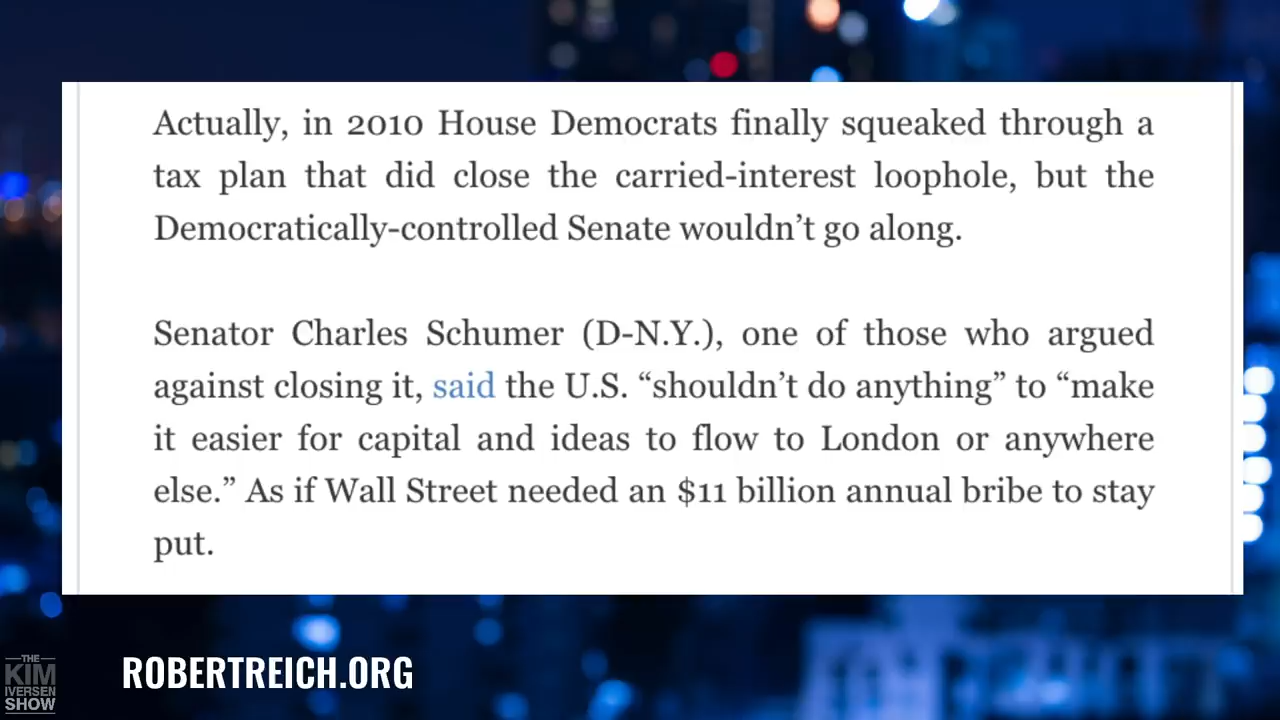 Actually, in 2010 House Democrats finally squeaked through a
tax plan that did close the carried-interest loophole, but the
Democratically-controlled Senate wouldn’t go along.
Senator Charles Schumer (D-N.Y.), one of those who argued
against closing it, said the U.S. “shouldn’t do anything” to “make
it easier for capital and ideas to flow to London or anywhere
else.” As if Wall Street needed an $11 billion annual bribe to stay
put.
THE
KIM
IVERSEN
SHOW
ROBERTREICH.ORG